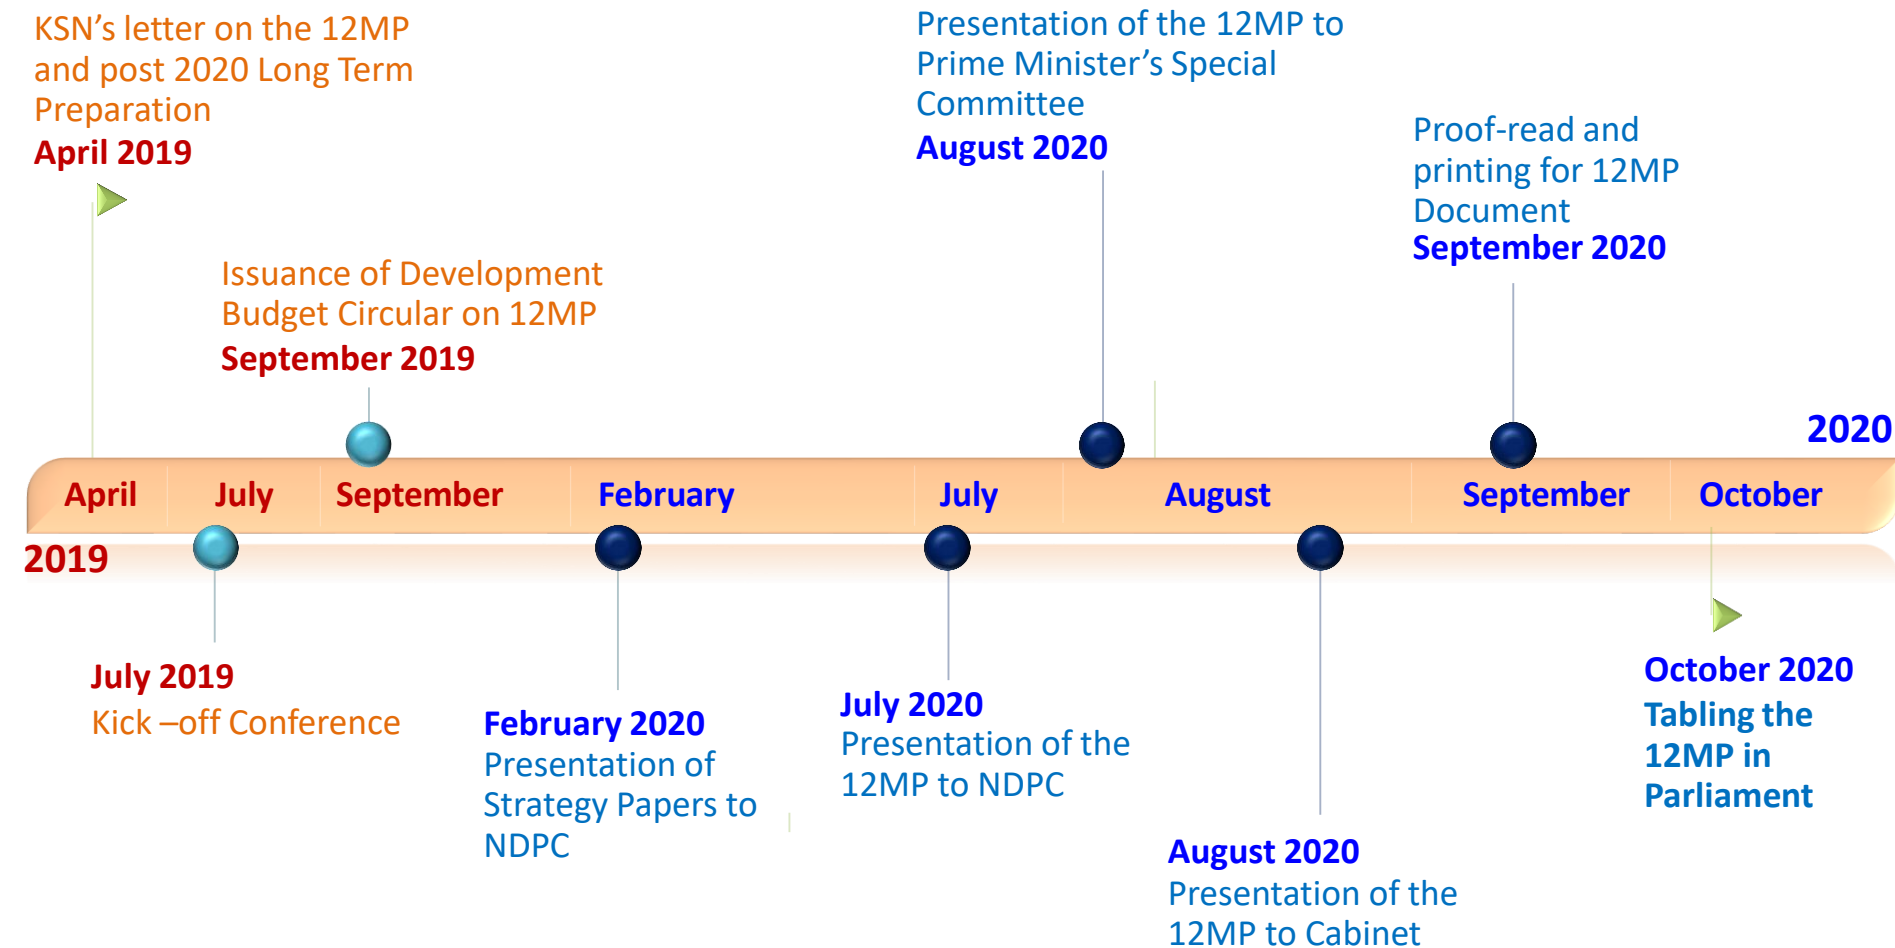 KSN’s letter on the 12MP
and post 2020 Long Term
Preparation
April 2019
Presentation of the 12MP to
Prime Minister’s Special
Committee
August 2020
Proof-read and
printing for 12MP
Document
September 2020
Issuance of Development
Budget Circular on 12MP
September 2019
2020
April
July
September
February
July
August
September
October
2019
July 2019
Kick –off Conference
February 2020
Presentation of
Strategy Papers to
NDPC
July 2020
Presentation of the
12MP to NDPC
August 2020
Presentation of the
12MP to Cabinet
October 2020
Tabling the
12MP in
Parliament